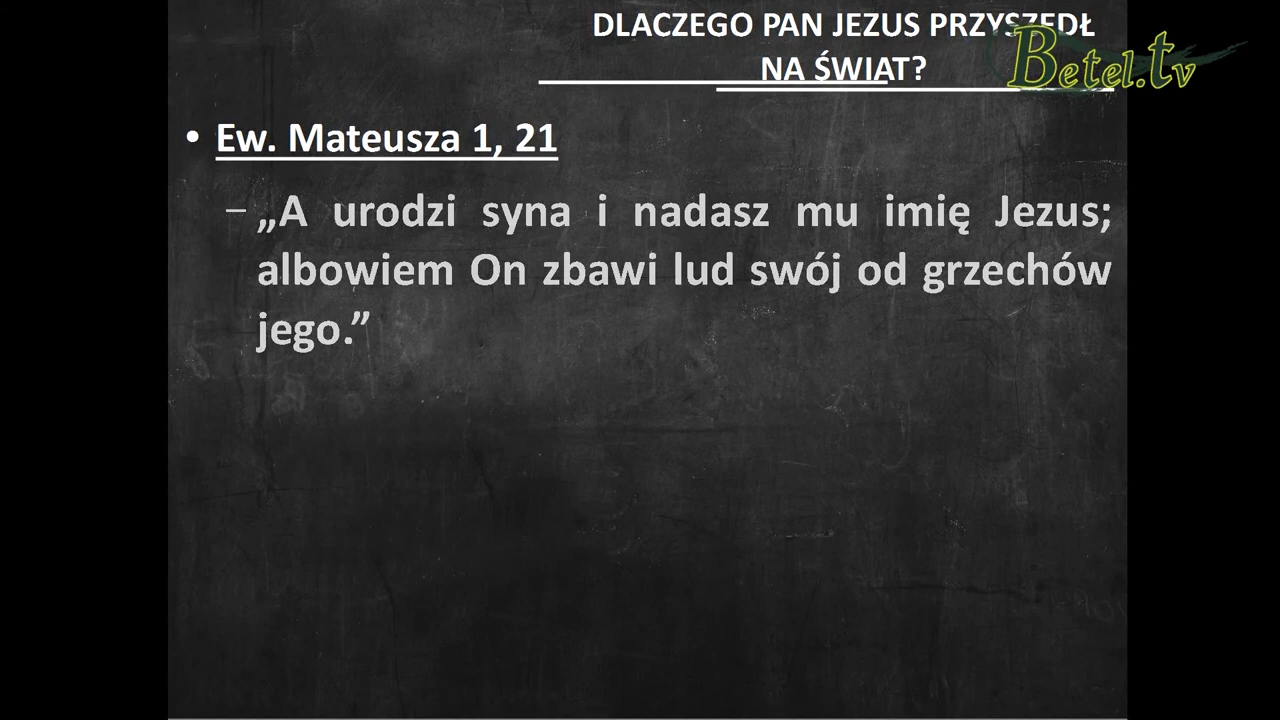 DLACZEGO PAN JEZUS PRZYSZEDŁ
NA ŚWIAT?
Betel.tv
• Ew. Mateusza 1, 21
– „A urodzi syna i nadasz mu imię Jezus;
albowiem On zbawi lud swój od grzechów
jego.”